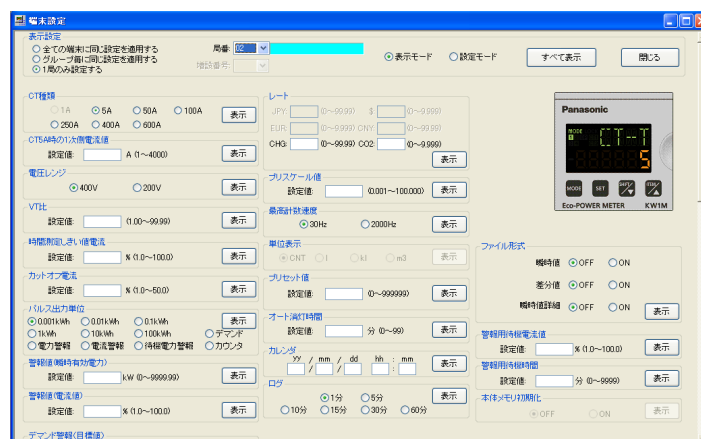 端末設定
表示設定
全ての端末に同じ設定を適用する
グループ毎に同じ設定を適用する
1局のみ設定する
局番: 02
増設番号:
表示モード 設定モード
すべて表示 閉じる
CT種類
1A 5A 50A 100A
250A 400A 600A
表示
CT5A時の1次側電流値
設定値: A (1~4000) 表示
電圧レンジ
400V 200V 表示
VT比
設定値: (1.00~99.99) 表示
時間測定しきい値電流
設定値: % (1.0~100.0) 表示
カットオフ電流
設定値: % (1.0~50.0) 表示
パルス出力単位
0.001kWh 0.01kWh 0.1kWh 表示
1kWh 10kWh 100kWh デマンド
電力警報 電流警報 待機電力警報 カウンタ
警報値(瞬時有効電力)
設定値: kW (0~9999.99) 表示
警報値(電流値)
設定値: % (1.0~100.0) 表示
デマンド警報(目標値)
レート
JPY: (0~99.99) $ (0~9.999)
EUR: (0~9.999) CNY: (0~9.999)
CHG: (0~99.99) CO2: (0~9.999)
表示
プリスケール値
設定値: (0.001~100.000) 表示
最高計数速度
30Hz 2000Hz 表示
単位表示
CNT l kl m3 表示
プリセット値
設定値: (0~999999) 表示
オート消灯時間
設定値: 分 (0~99) 表示
カレンダ
yy / mm / dd hh : mm
/ / : 表示
ログ
1分 5分
10分 15分 30分 60分
表示
Panasonic
MODE CT-T
5
MODE SET SHIFT ITEM
Eco-POWER METER KW1M
ファイル形式
瞬時値 OFF ON
差分値 OFF ON
瞬時値詳細 OFF ON 表示
警報用待機電流値
設定値: % (1.0~100.0) 表示
警報用待機時間
設定値: 分 (0~9999) 表示
本体メモリ初期化
OFF ON 表示